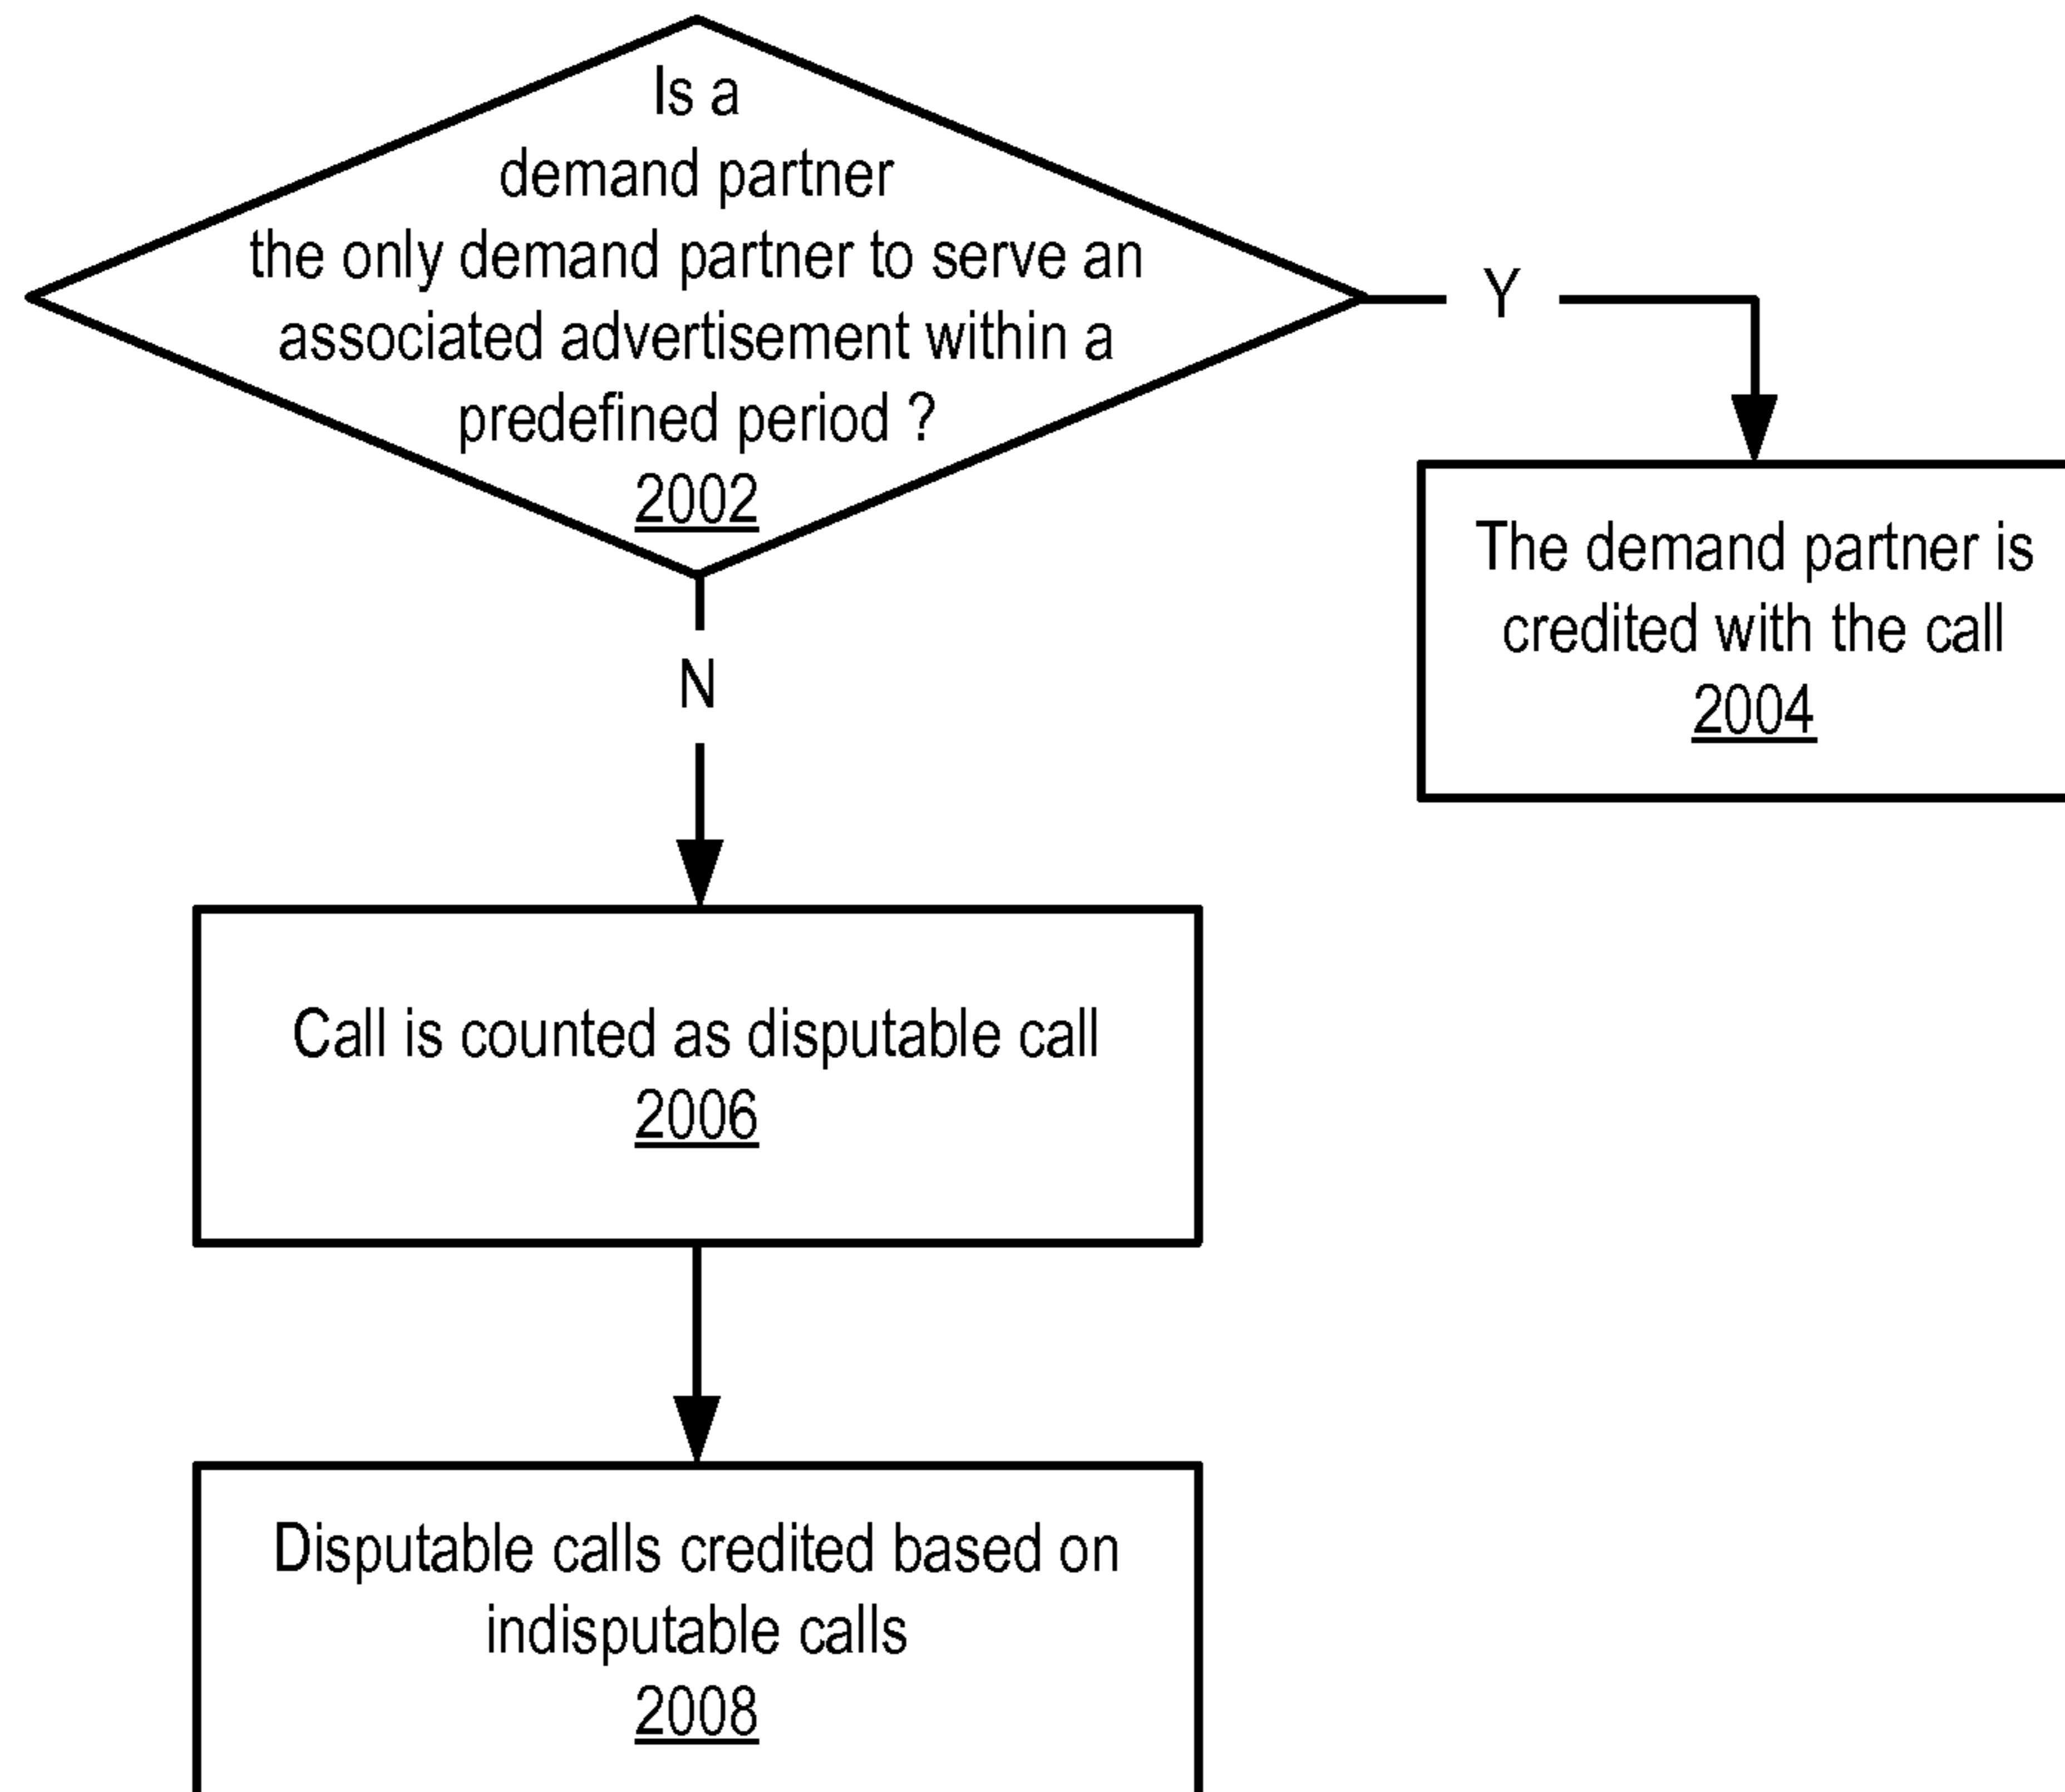 Is a
demand partner
the only demand partner to serve an
associated advertisement within a
predefined period ?
2002
Y
The demand partner is
credited with the call
2004
N
Call is counted as disputable call
2006
Disputable calls credited based on
indisputable calls
2008